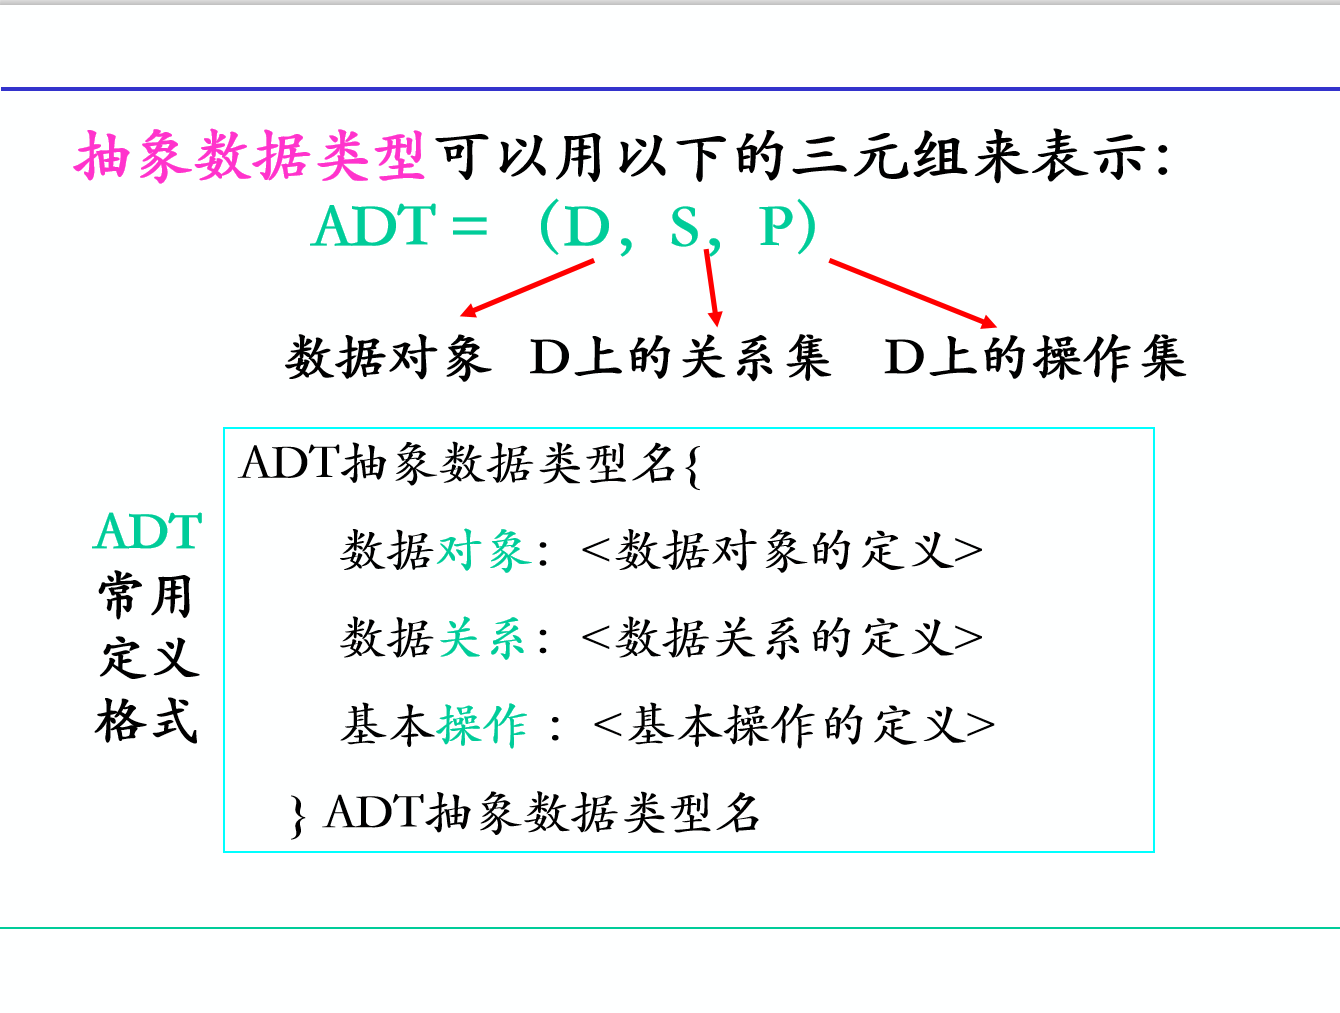 抽象数据类型可以用以下的三元组来表示：
ADT = （D，S，P）
数据对象 D上的关系集 D上的操作集
ADT
常用
定义
格式
ADT抽象数据类型名{
数据对象：<数据对象的定义>
数据关系：<数据关系的定义>
基本操作 ：<基本操作的定义>
} ADT抽象数据类型名